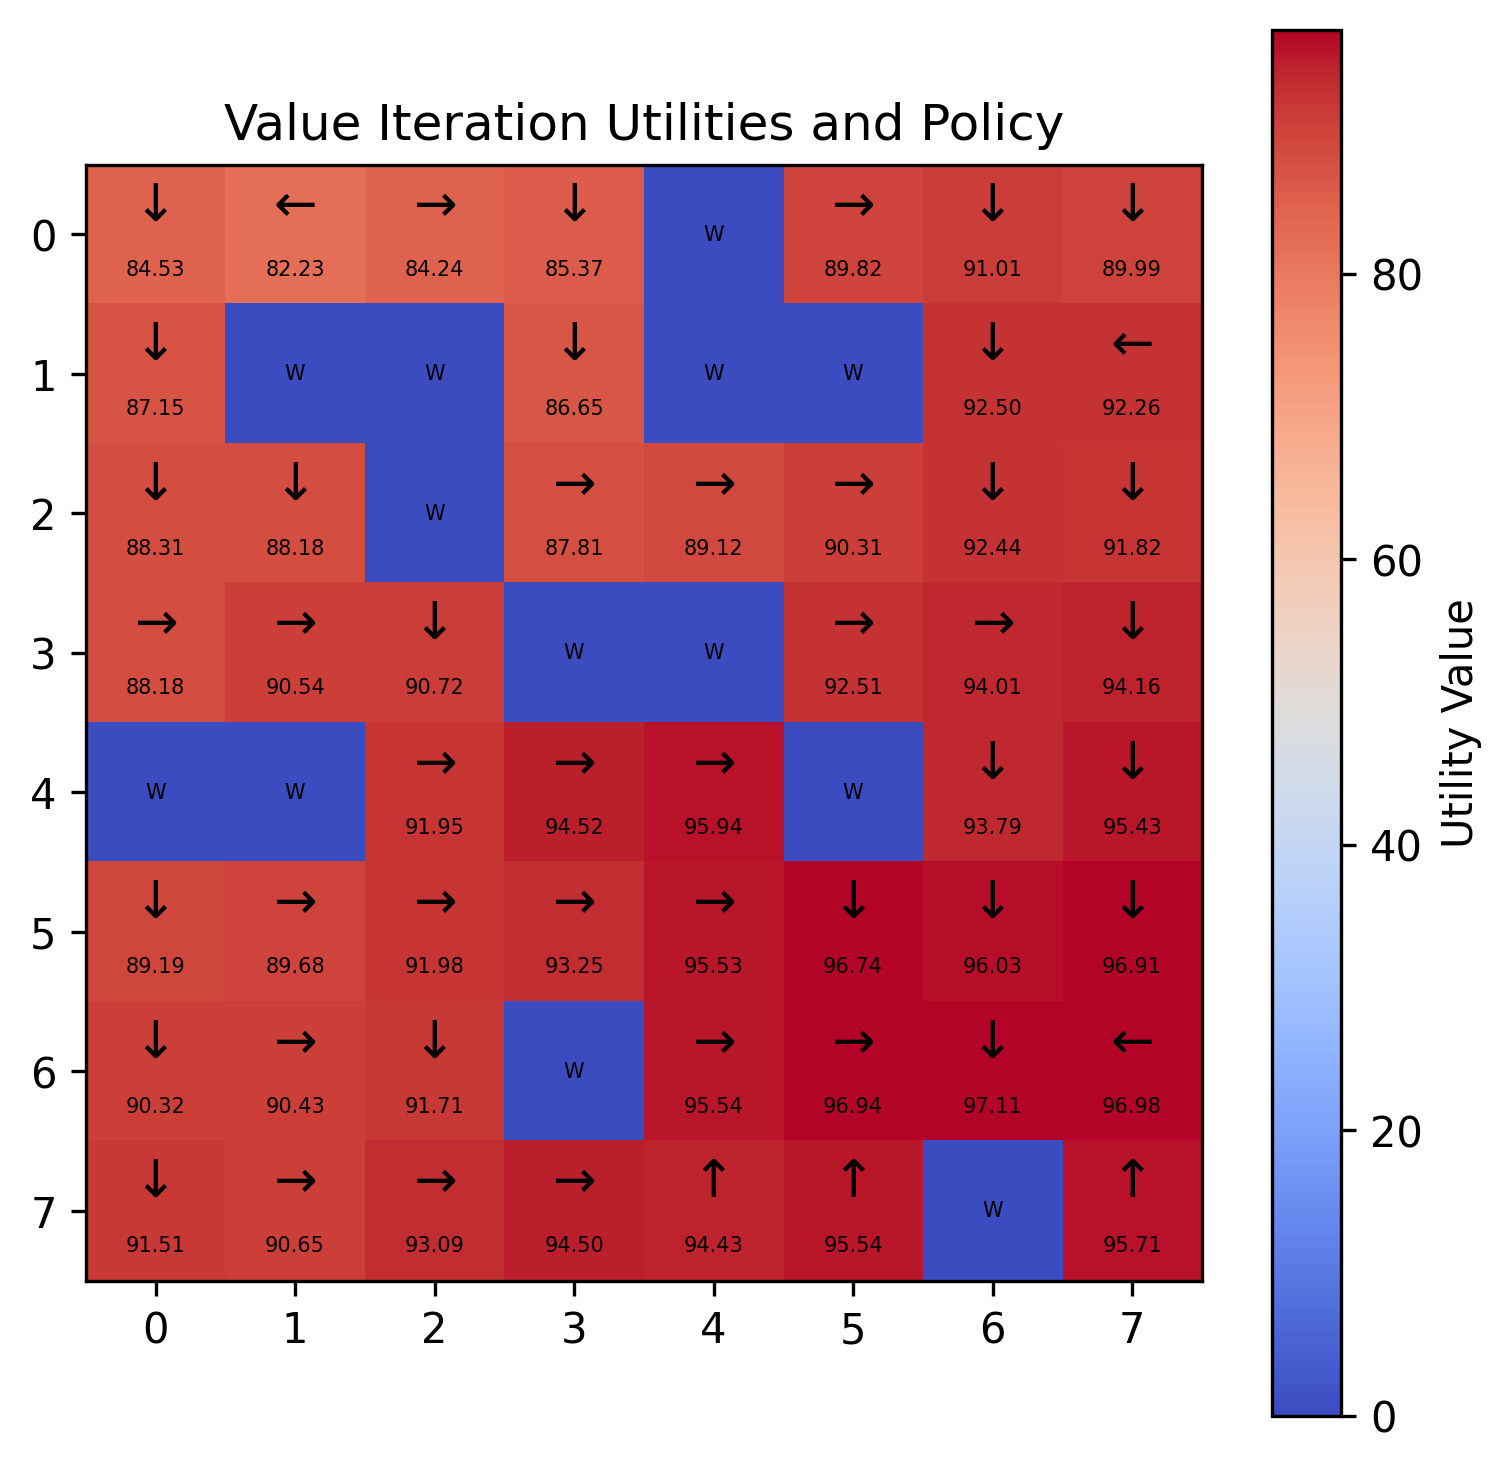 Value Iteration Utilities and Policy
0 ↓ ← → ↓ W → ↓ ↓
84.53 82.23 84.24 85.37 89.82 91.01 89.99
1 ↓ W W ↓ W W ↓ ←
87.15 86.65 92.50 92.26
2 ↓ ↓ W → → → ↓ ↓
88.31 88.18 87.81 89.12 90.31 92.44 91.82
3 → → ↓ W W → → ↓
88.18 90.54 90.72 92.51 94.01 94.16
4 W W → → → W ↓ ↓
91.95 94.52 95.94 93.79 95.43
5 ↓ → → → → ↓ ↓ ↓
89.19 89.68 91.98 93.25 95.53 96.74 96.03 96.91
6 ↓ → ↓ W → → ↓ ←
90.32 90.43 91.71 95.54 96.94 97.11 96.98
7 ↓ → → → ↑ ↑ W ↑
91.51 90.65 93.09 94.50 94.43 95.54 95.71
0 1 2 3 4 5 6 7
80
60
40
20
0
Utility Value